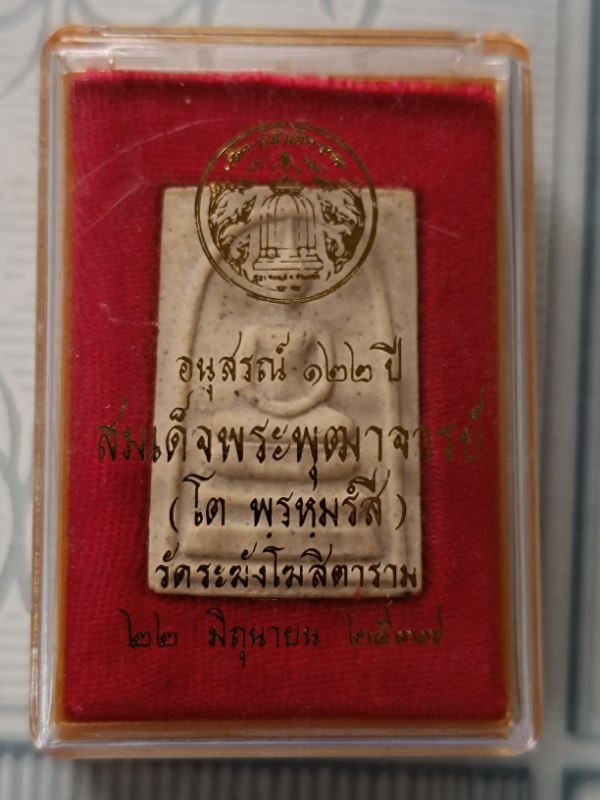 อนุสรณ์ ๑๒๒ ปี
สมเด็จพระพุฒาจารย์
(โต พฺรหฺมรํสี)
วัดระฆังโฆสิตาราม
๒๒ มิถุนายน ๒๕๓๗